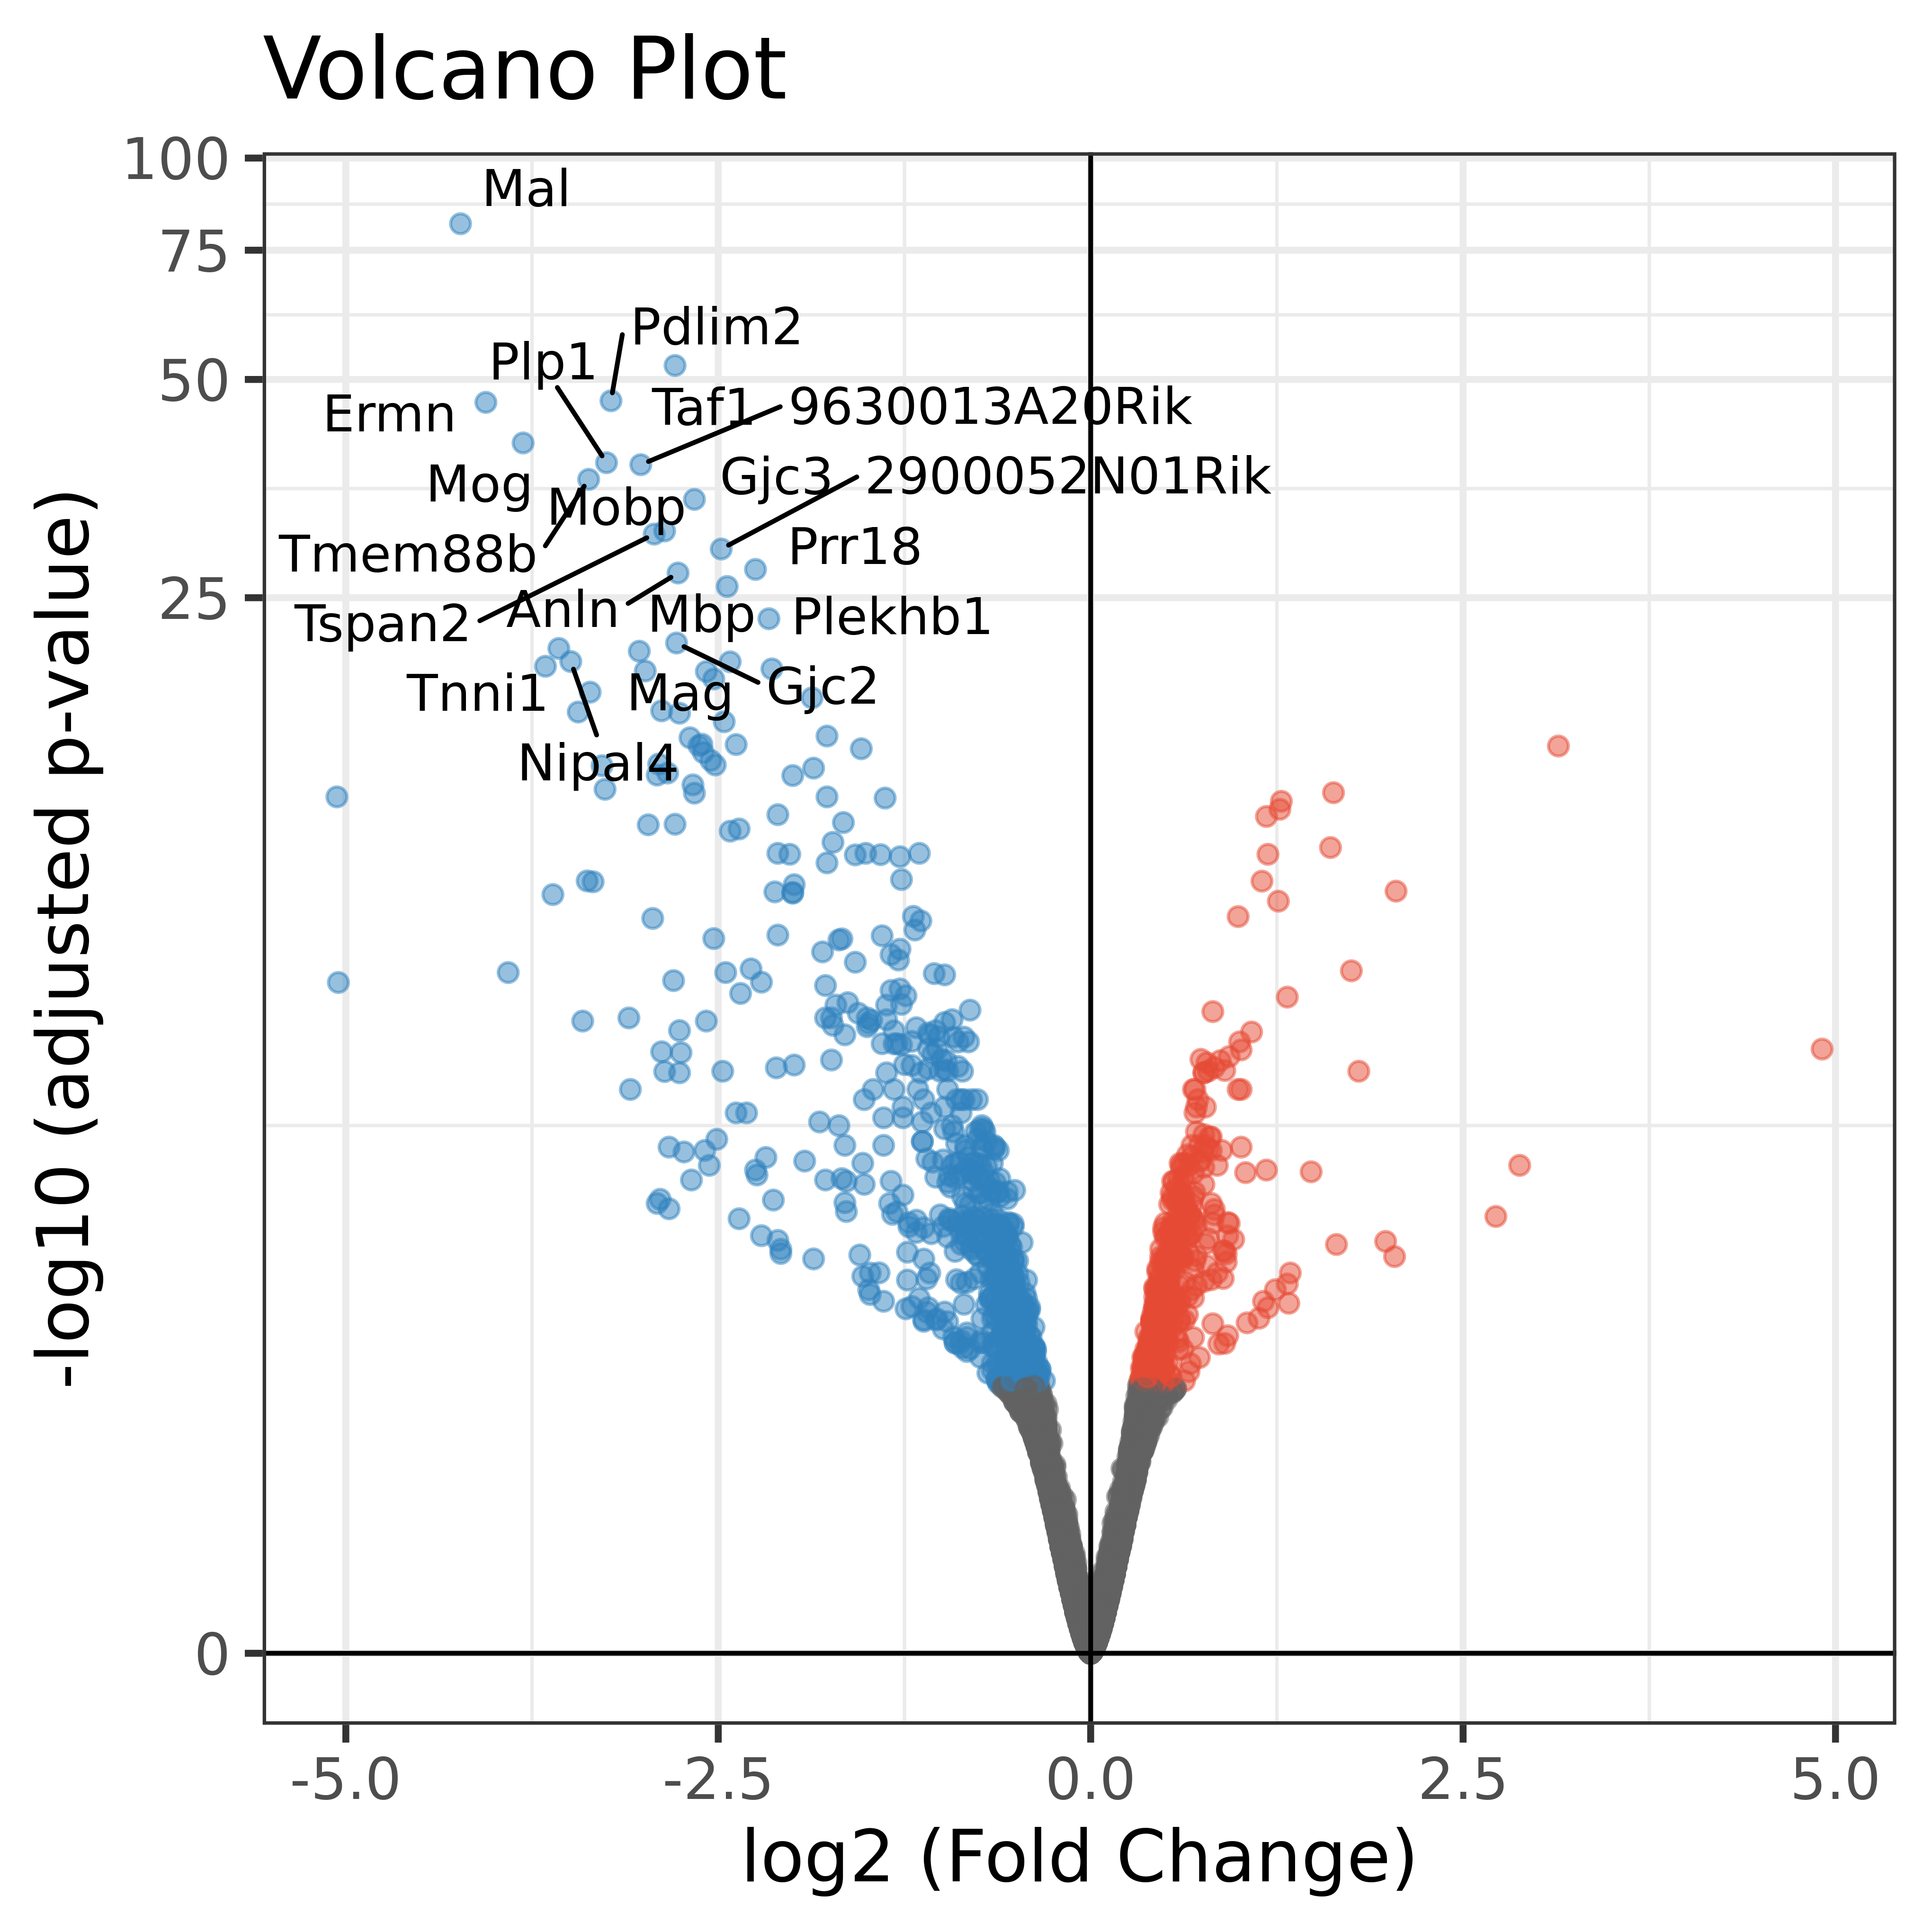 Volcano Plot
100
75
50
25
0
-log10 (adjusted p-value)
Mal
Pdlim2
Plp1
Ermn
Taf1
9630013A20Rik
Mog
Mobp
Gjc3
2900052N01Rik
Tmem88b
Prr18
Tspan2
Anln
Mbp
Plekhb1
Tnni1
Mag
Gjc2
Nipal4
-5.0
-2.5
0.0
2.5
5.0
log2 (Fold Change)